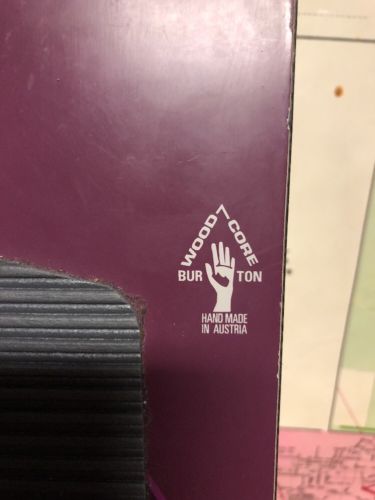 WOOD CORE
BUR TON
HAND MADE
IN AUSTRIA